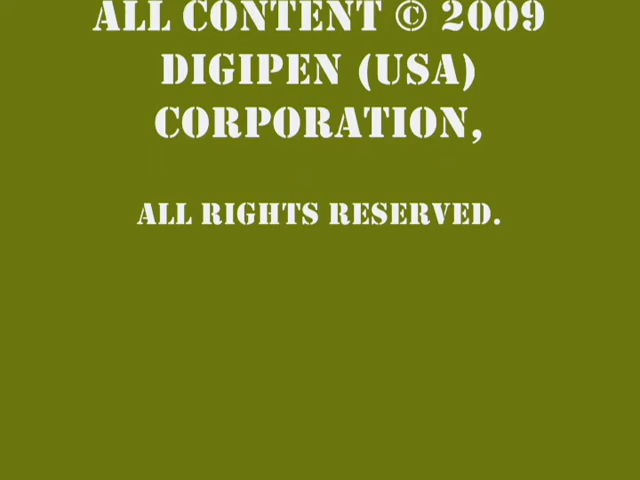 ALL CONTENT © 2009
DIGIPEN (USA)
CORPORATION,
ALL RIGHTS RESERVED.